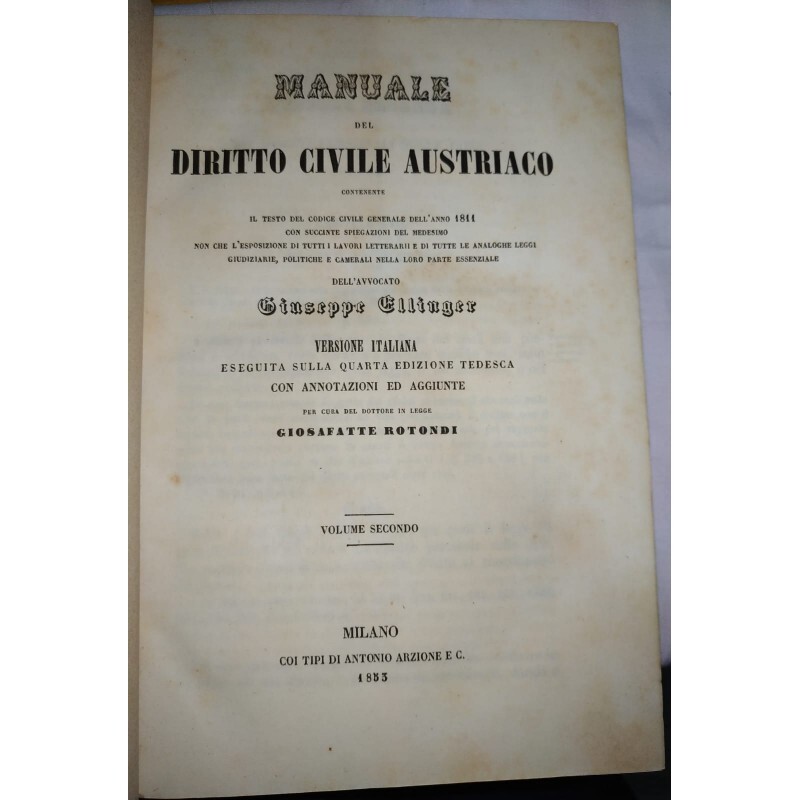 MANUALE
DEL
DIRITTO CIVILE AUSTRIACO
CONTENENTE
IL TESTO DEL CODICE CIVILE GENERALE DELL'ANNO 1811
CON SUCCINTE SPIEGAZIONI DEL MEDESIMO
NON CHE L'ESPOSIZIONE DI TUTTI I LAVORI LETTERARII E DI TUTTE LE ANALOGHE LEGGI
GIUDIZIARIE, POLITICHE E CAMERALI NELLA LORO PARTE ESSENZIALE
DELL'AVVOCATO
Giuseppe Ellinger
VERSIONE ITALIANA
ESEGUITA SULLA QUARTA EDIZIONE TEDESCA
CON ANNOTAZIONI ED AGGIUNTE
PER CURA DEL DOTTORE IN LEGGE
GIOSAFATTE ROTONDI
VOLUME SECONDO
MILANO
COI TIPI DI ANTONIO ARZIONE E C.
1853